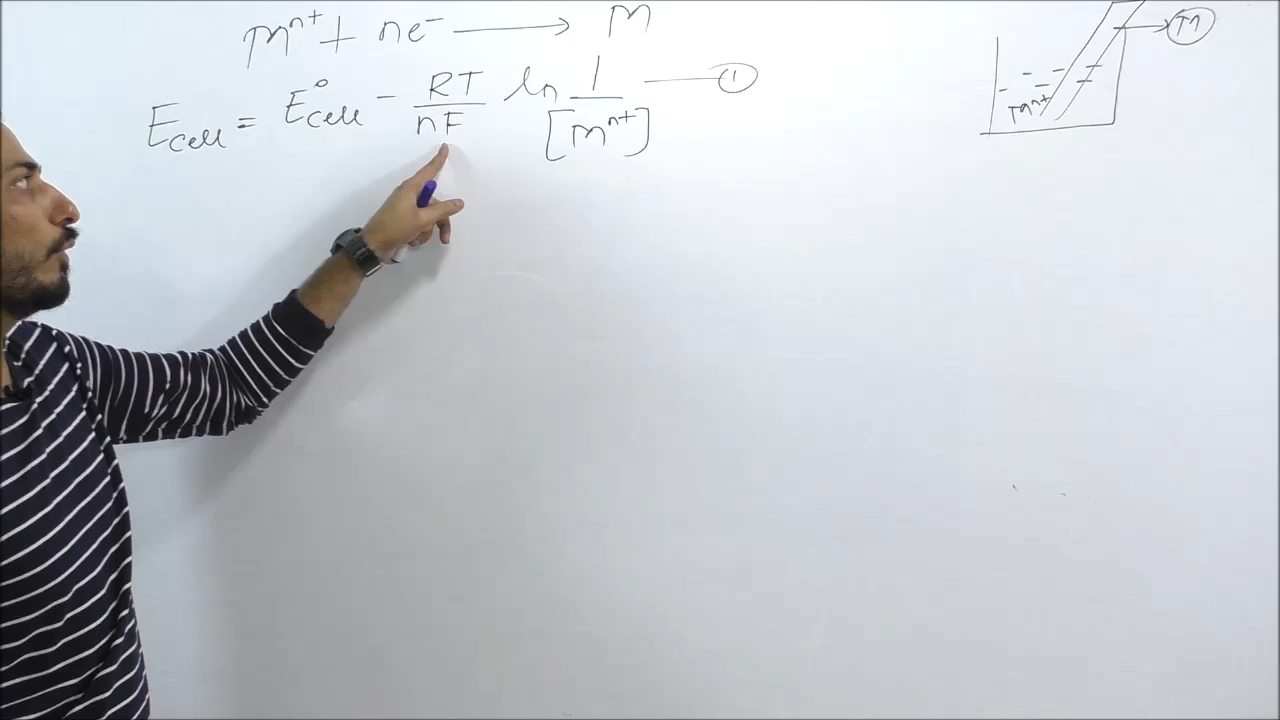 Mⁿ⁺ + ne⁻ ⟶ M
E_cell = E°_cell − RT/nF ln 1/[Mⁿ⁺] — ①
M
Mⁿ⁺